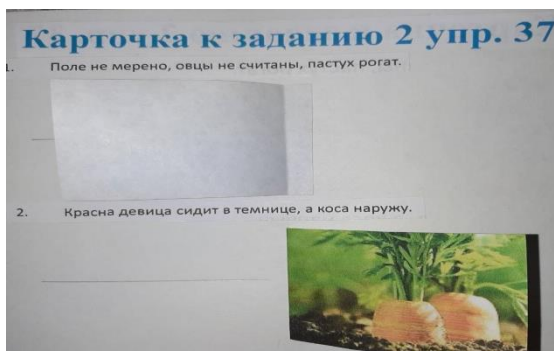 Карточка к заданию 2 упр. 37
1. Поле не мерено, овцы не считаны, пастух рогат.
2. Красна девица сидит в темнице, а коса наружу.